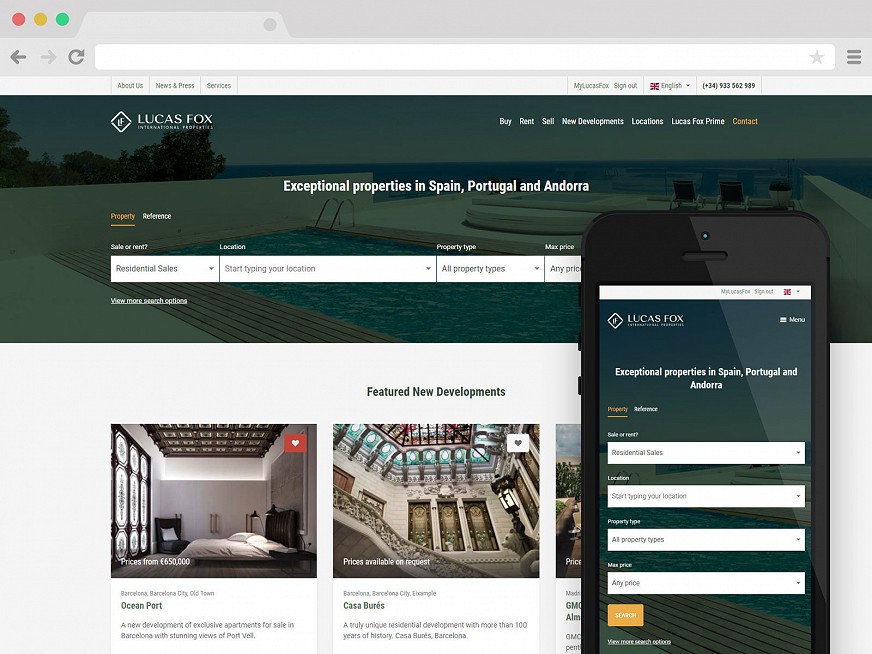 About Us News & Press Services MyLucasFox Sign out English (+34) 933 562 989
LF LUCAS FOX
INTERNATIONAL PROPERTIES
Buy Rent Sell New Developments Locations Lucas Fox Prime Contact
Exceptional properties in Spain, Portugal and Andorra
Property Reference
Sale or rent? Location Property type Max price
Residential Sales Start typing your location All property types Any price
View more search options
Featured New Developments
Prices from €650,000
Barcelona, Barcelona City, Old Town
Ocean Port
A new development of exclusive apartments for sale in
Barcelona with stunning views of Port Vell.
Prices available on request
Barcelona, Barcelona City, Eixample
Casa Burés
A truly unique residential development with more than 100
years of history. Casa Burés, Barcelona.
Price
Madri
GMC
Alm
GMC
penth
MyLucasFox Sign out
LF LUCAS FOX
INTERNATIONAL PROPERTIES
Menu
Exceptional properties in Spain, Portugal and
Andorra
Property Reference
Sale or rent?
Residential Sales
Location
Start typing your location
Property type
All property types
Max price
Any price
SEARCH
View more search options